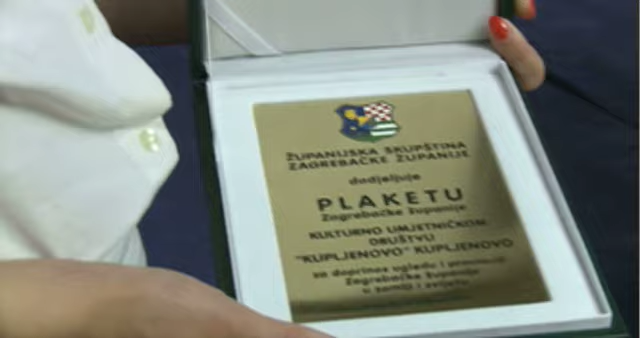 ŽUPANIJSKA SKUPŠTINA
ZAGREBAČKE ŽUPANIJE
dodjeljuje
PLAKETU
Zagrebačke županije
KULTURNO UMJETNIČKOM
DRUŠTVU
"KUPLJENOVO" KUPLJENOVO
za doprinos ugledu i promociji
Zagrebačke županije
u zemlji i svijetu